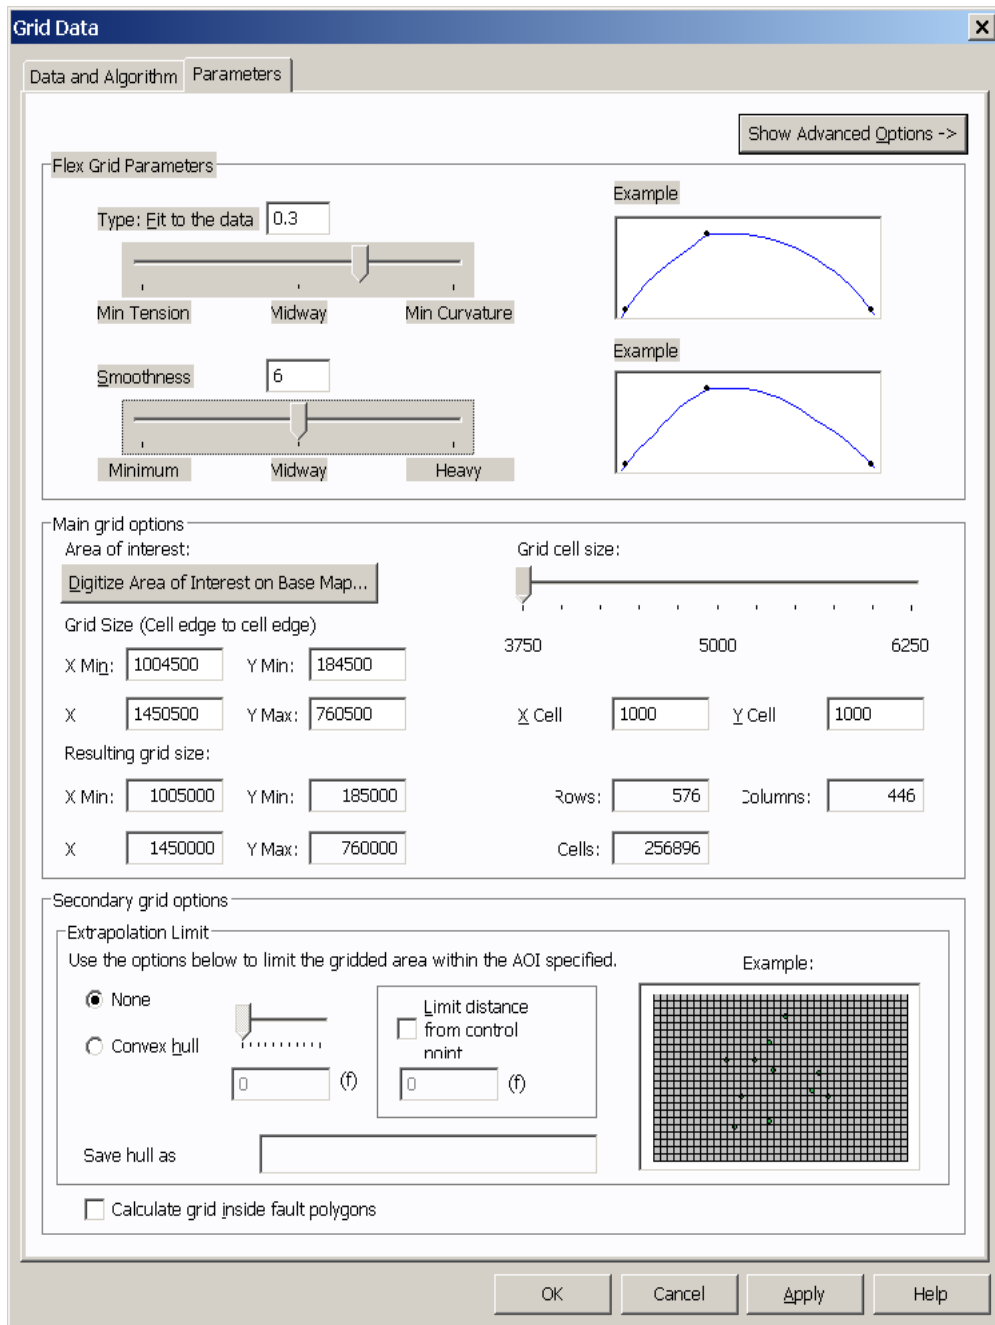 Grid Data
Data and Algorithm Parameters
Show Advanced Options ->
Flex Grid Parameters
Type: Fit to the data 0.3
Example
Min Tension Midway Min Curvature
Smoothness 6
Example
Minimum Midway Heavy
Main grid options
Area of interest:
Grid cell size:
Digitize Area of Interest on Base Map...
Grid Size (Cell edge to cell edge)
3750 5000 6250
X Min: 1004500 Y Min: 184500
X 1450500 Y Max: 760500 X Cell 1000 Y Cell 1000
Resulting grid size:
X Min: 1005000 Y Min: 185000 Rows: 576 Columns: 446
X 1450000 Y Max: 760000 Cells: 256896
Secondary grid options
Extrapolation Limit
Use the options below to limit the gridded area within the AOI specified.
Example:
None
Convex hull
0 (f)
Limit distance
from control
point
0 (f)
Save hull as
Calculate grid inside fault polygons
OK Cancel Apply Help